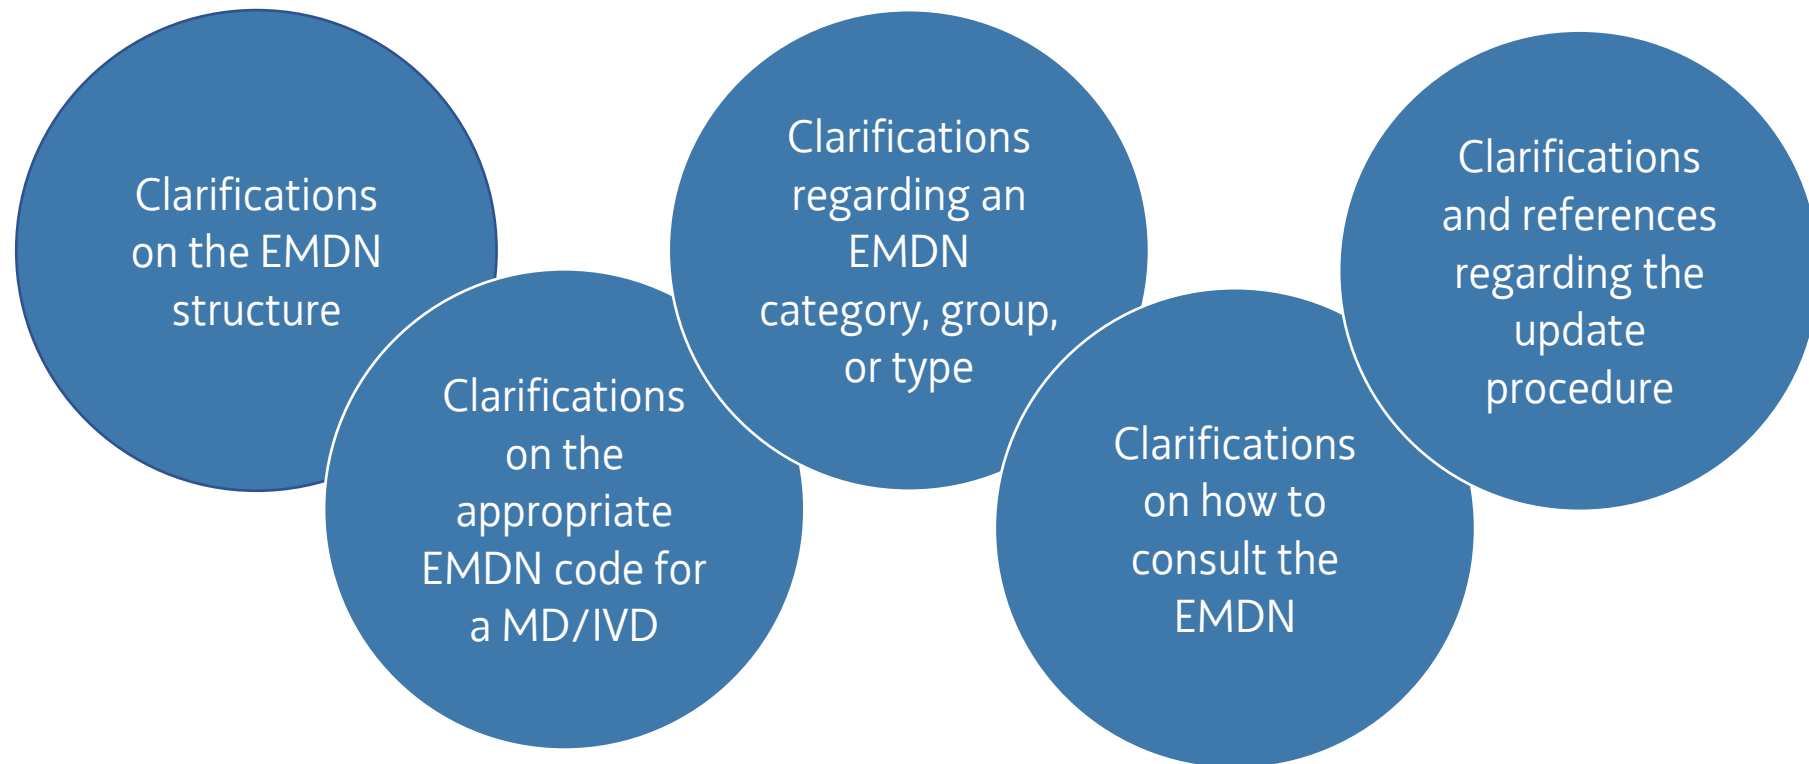 Clarifications
on the EMDN
structure
Clarifications
on the
appropriate
EMDN code for
a MD/IVD
Clarifications
regarding an
EMDN
category, group,
or type
Clarifications
on how to
consult the
EMDN
Clarifications
and references
regarding the
update
procedure